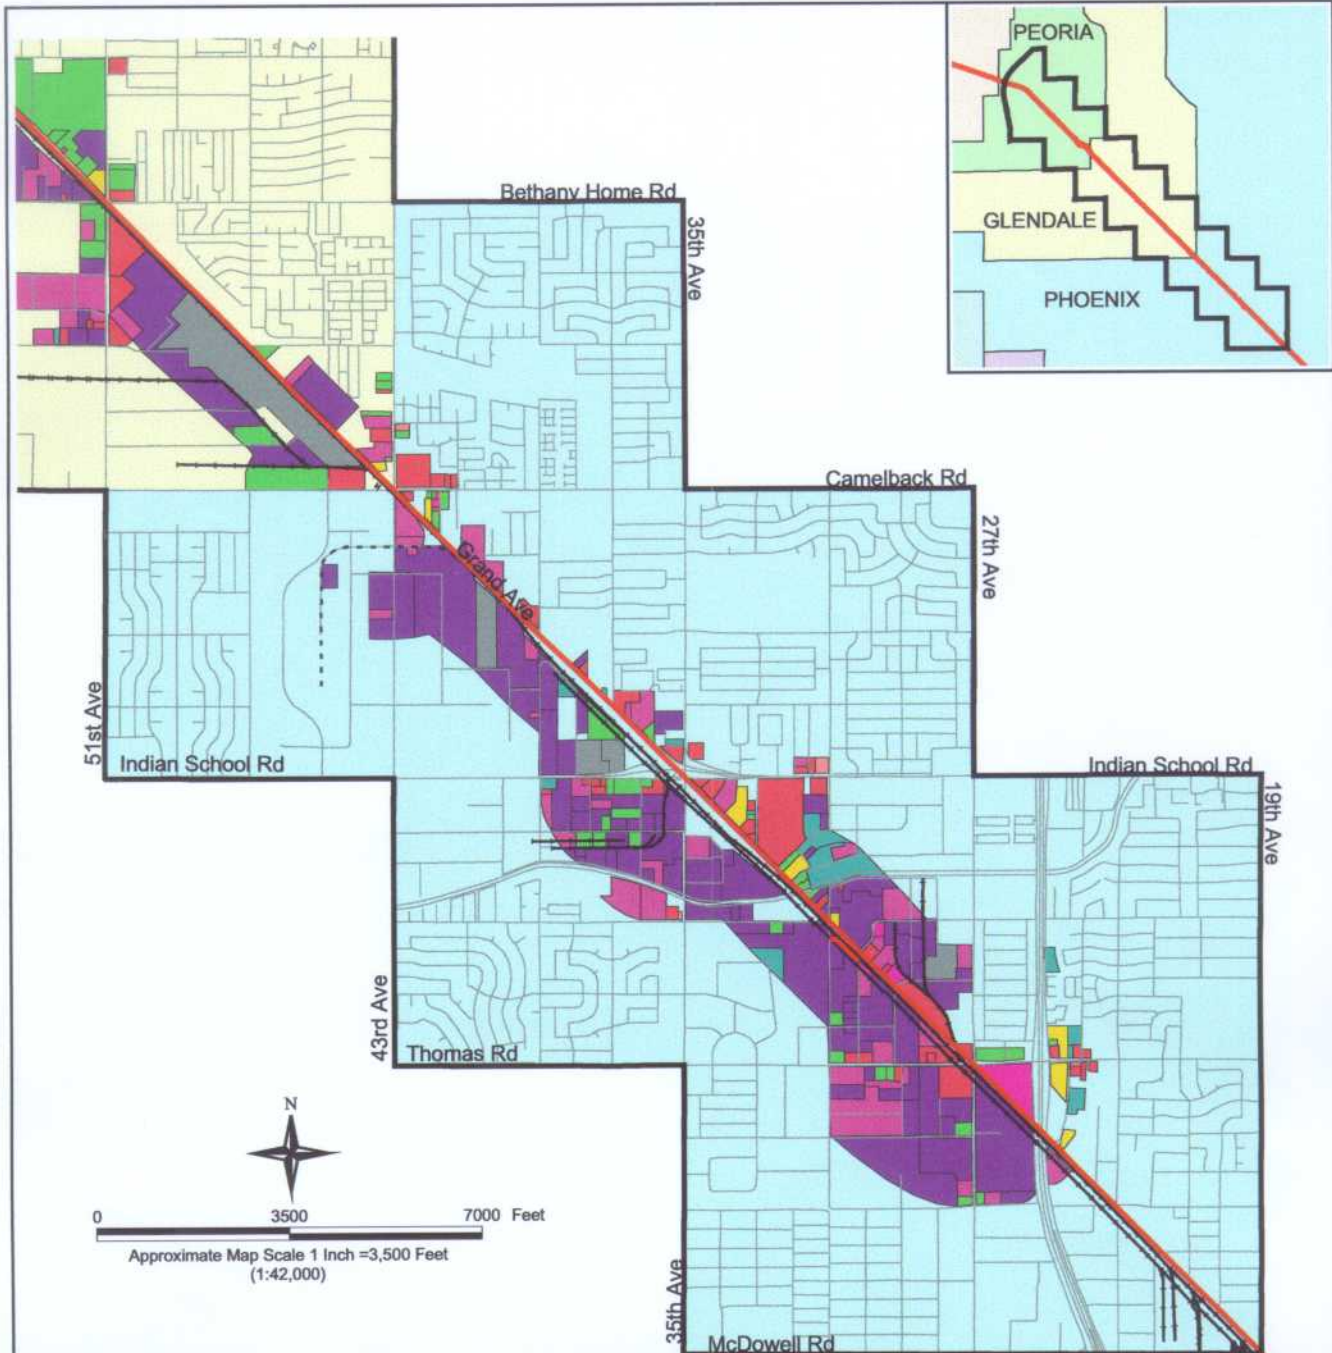 PEORIA
GLENDALE
PHOENIX
Bethany Home Rd
35th Ave
Camelback Rd
27th Ave
Grand Ave
51st Ave
Indian School Rd
Indian School Rd
19th Ave
43rd Ave
Thomas Rd
N
0 3500 7000 Feet
Approximate Map Scale 1 Inch =3,500 Feet
(1:42,000)
35th Ave
McDowell Rd